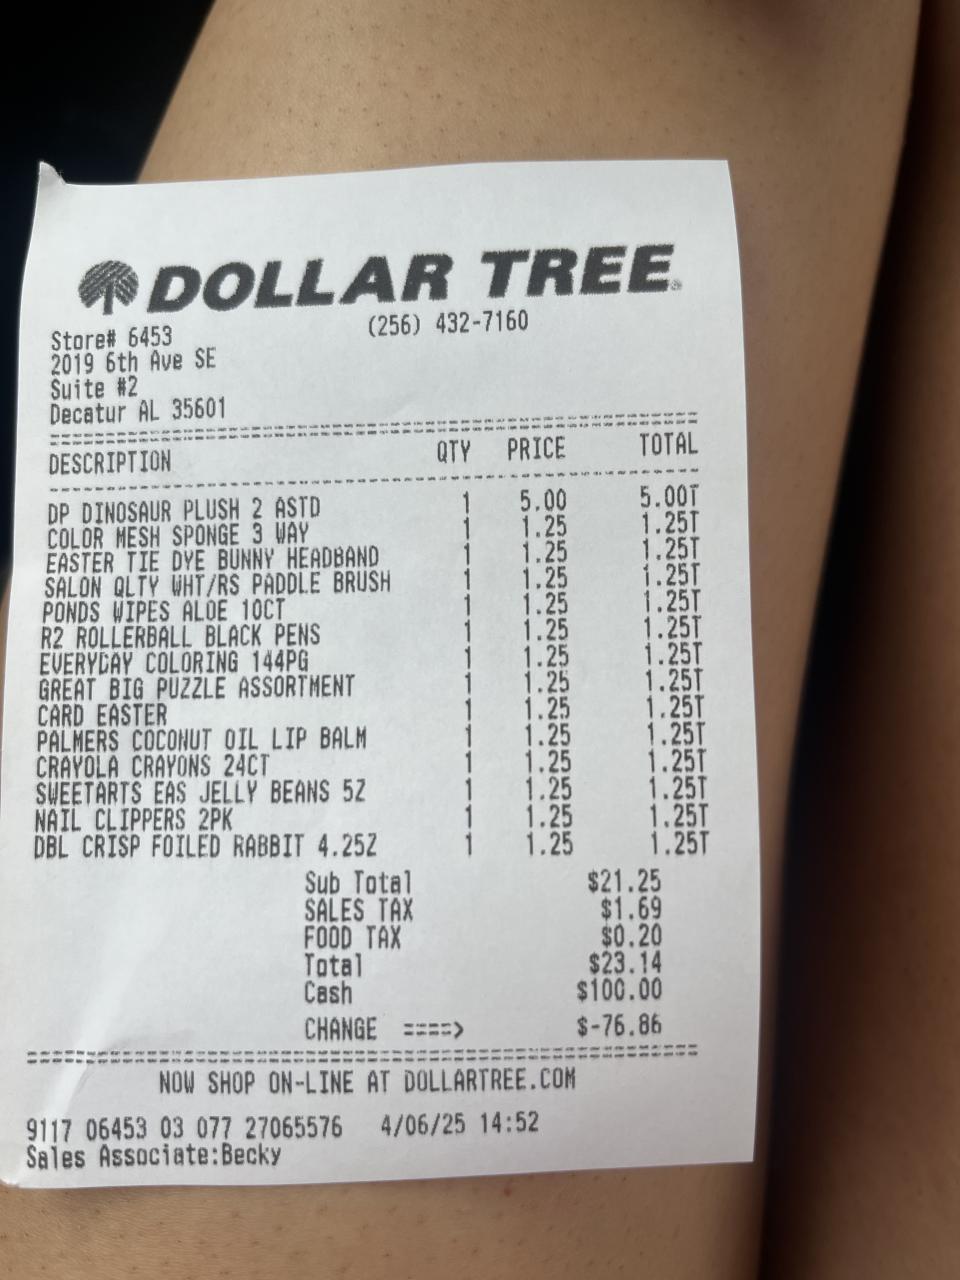 DOLLAR TREE
Store# 6453 (256) 432-7160
2019 6th Ave SE
Suite #2
Decatur AL 35601
DESCRIPTION QTY PRICE TOTAL
DP DINOSAUR PLUSH 2 ASTD 1 5.00 5.00T
COLOR MESH SPONGE 3 WAY 1 1.25 1.25T
EASTER TIE DYE BUNNY HEADBAND 1 1.25 1.25T
SALON QLTY WHT/RS PADDLE BRUSH 1 1.25 1.25T
PONDS WIPES ALOE 10CT 1 1.25 1.25T
R2 ROLLERBALL BLACK PENS 1 1.25 1.25T
EVERYDAY COLORING 144PG 1 1.25 1.25T
GREAT BIG PUZZLE ASSORTMENT 1 1.25 1.25T
CARD EASTER 1 1.25 1.25T
PALMERS COCONUT OIL LIP BALM 1 1.25 1.25T
CRAYOLA CRAYONS 24CT 1 1.25 1.25T
SWEETARTS EAS JELLY BEANS 5Z 1 1.25 1.25T
NAIL CLIPPERS 2PK 1 1.25 1.25T
DBL CRISP FOILED RABBIT 4.25Z 1 1.25 1.25T
Sub Total $21.25
SALES TAX $1.69
FOOD TAX $0.20
Total $23.14
Cash $100.00
CHANGE ====> $-76.86
NOW SHOP ON-LINE AT DOLLARTREE.COM
9117 06453 03 077 27065576 4/06/25 14:52
Sales Associate:Becky